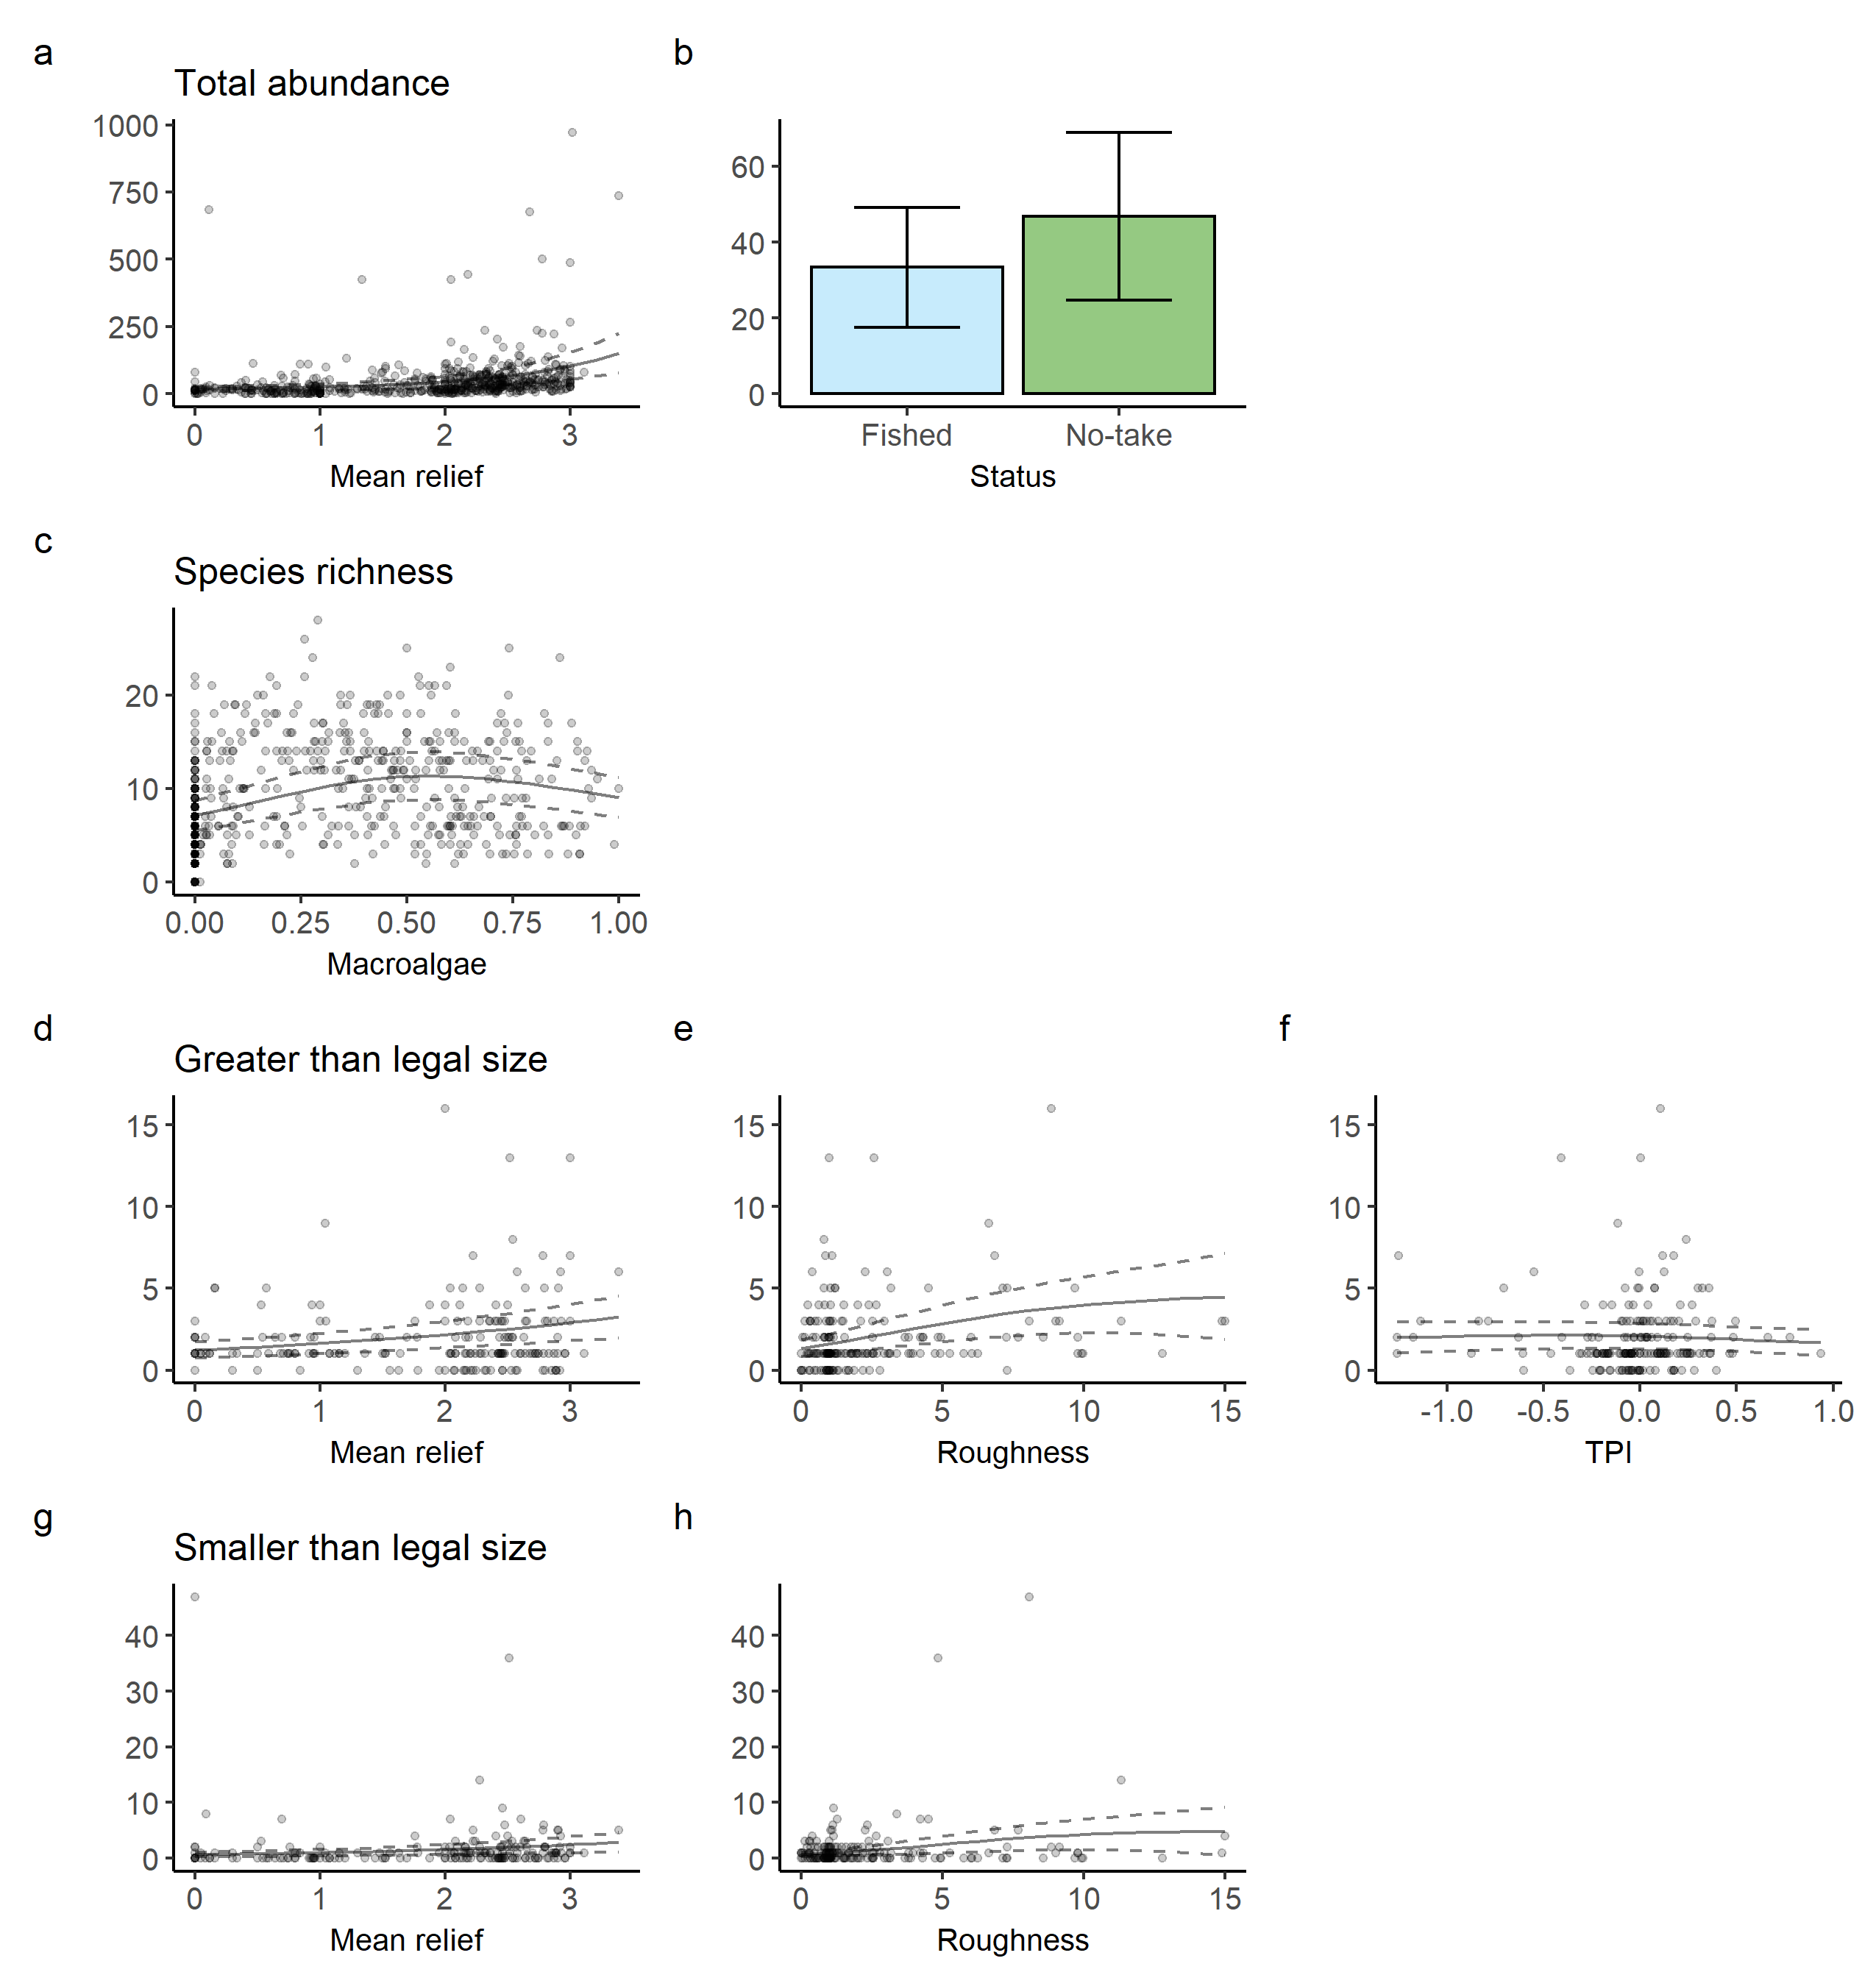 a
Total abundance
1000
750
500
250
0
0 1 2 3
Mean relief
b
60
40
20
0
Fished No-take
Status
c
Species richness
20
10
0
0.00 0.25 0.50 0.75 1.00
Macroalgae
d
Greater than legal size
15
10
5
0
0 1 2 3
Mean relief
e
15
10
5
0
0 5 10 15
Roughness
f
15
10
5
0
-1.0 -0.5 0.0 0.5 1.0
TPI
g
Smaller than legal size
40
30
20
10
0
0 1 2 3
Mean relief
h
40
30
20
10
0
0 5 10 15
Roughness